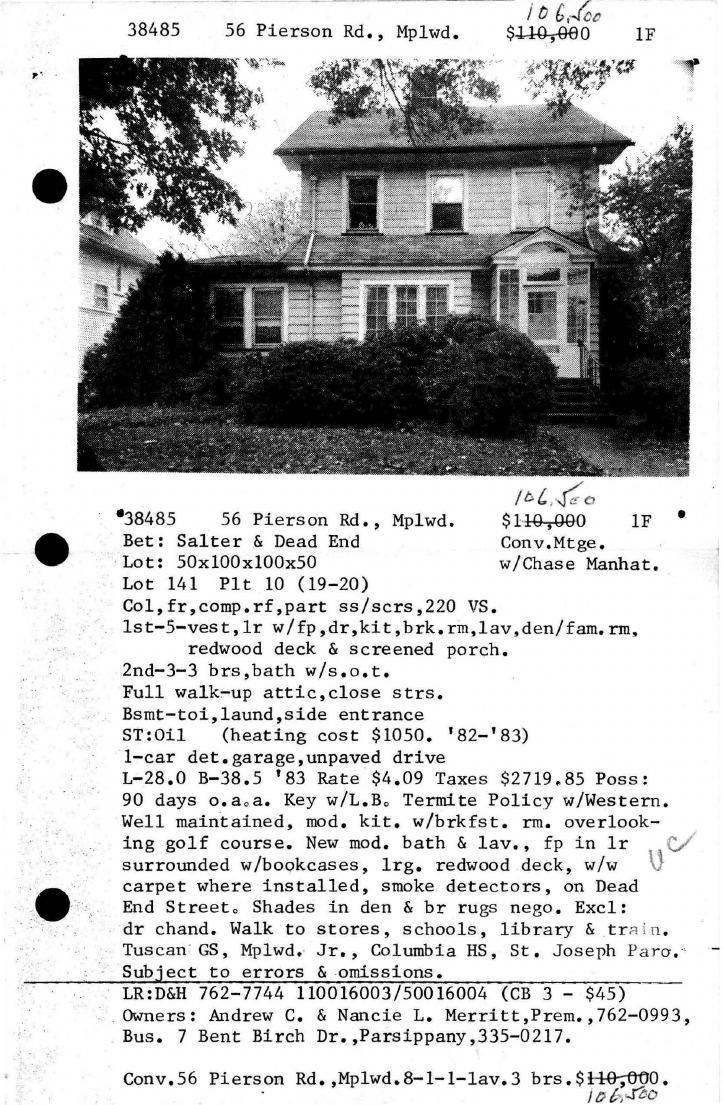 106,500
38485 56 Pierson Rd., Mplwd. $110,000 1F
106,500
38485 56 Pierson Rd., Mplwd. $110,000 1F
Bet: Salter & Dead End Conv.Mtge.
Lot: 50x100x100x50 w/Chase Manhat.
Lot 141 Plt 10 (19-20)
Col,fr,comp.rf,part ss/scrs,220 VS.
1st-5-vest,lr w/fp,dr,kit,brk.rm,lav,den/fam.rm,
redwood deck & screened porch.
2nd-3-3 brs,bath w/s.o.t.
Full walk-up attic,close strs.
Bsmt-toi,laund,side entrance
ST:Oil (heating cost $1050. '82-'83)
1-car det.garage,unpaved drive
L-28.0 B-38.5 '83 Rate $4.09 Taxes $2719.85 Poss:
90 days o.a.a. Key w/L.B. Termite Policy w/Western.
Well maintained, mod. kit. w/brkfst. rm. overlook-
ing golf course. New mod. bath & lav., fp in lr
UC
surrounded w/bookcases, lrg. redwood deck, w/w
carpet where installed, smoke detectors, on Dead
End Street. Shades in den & br rugs nego. Excl:
dr chand. Walk to stores, schools, library & train.
Tuscan GS, Mplwd. Jr., Columbia HS, St. Joseph Paro.
Subject to errors & omissions.
LR:D&H 762-7744 110016003/50016004 (CB 3 - $45)
Owners: Andrew C. & Nancie L. Merritt,Prem.,762-0993,
Bus. 7 Bent Birch Dr.,Parsippany,335-0217.
Conv.56 Pierson Rd.,Mplwd.8-1-1-lav.3 brs.$110,000.
106,500